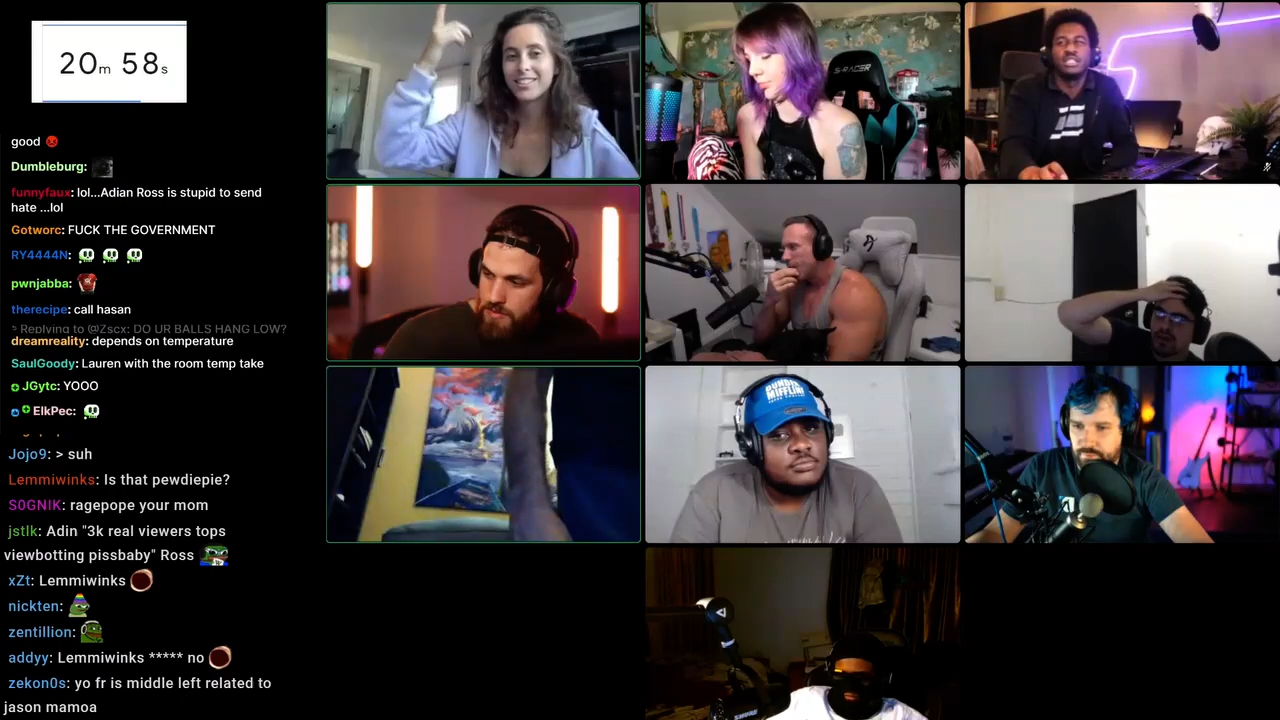 20m 58s
good
Dumbleburg:
funnyfaux: lol...Adian Ross is stupid to send
hate ...lol
Gotworc: FUCK THE GOVERNMENT
RY4444N:
pwnjabba:
therecipe: call hasan
Replying to @Zscx: DO UR BALLS HANG LOW?
dreamreality: depends on temperature
SaulGoody: Lauren with the room temp take
JGytc: YOOO
ElkPec:
Jojo9: > suh
Lemmiwinks: Is that pewdiepie?
S0GNIK: ragepope your mom
jstlk: Adin "3k real viewers tops
viewbotting pissbaby" Ross
xZt: Lemmiwinks
nickten:
zentillion:
addyy: Lemmiwinks ***** no
zekon0s: yo fr is middle left related to
jason mamoa
S-RACER
DUNDER
MIFFLIN